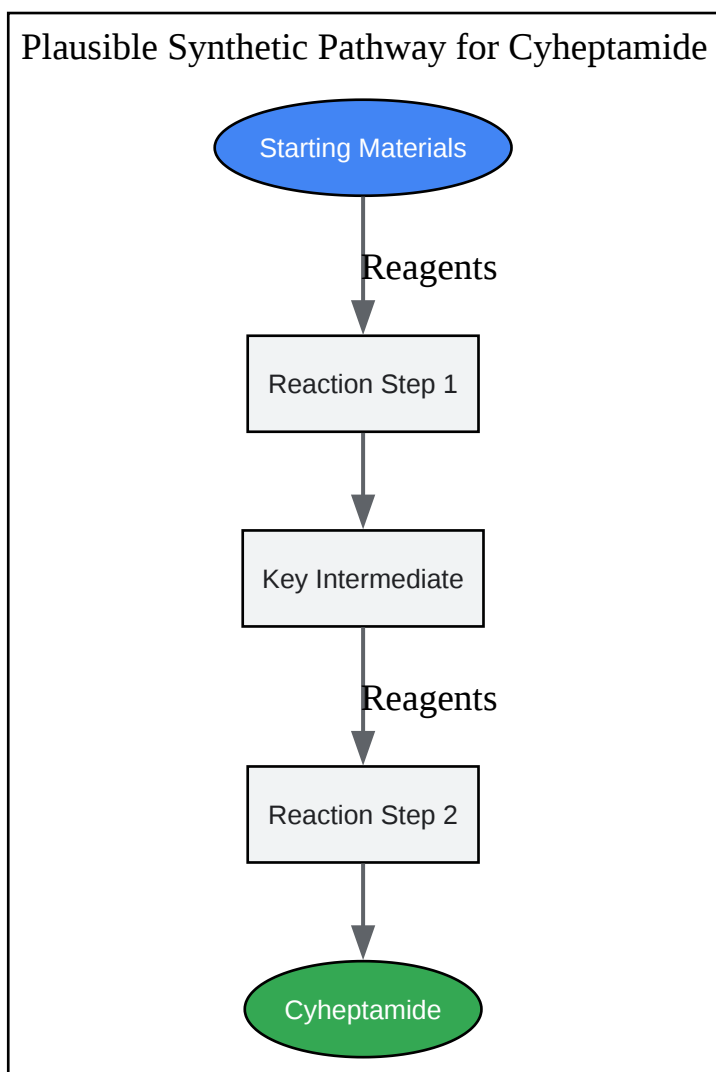 Plausible Synthetic Pathway for Cyheptamide
Starting Materials
Reagents
Reaction Step 1
Key Intermediate
Reagents
Reaction Step 2
Cyheptamide